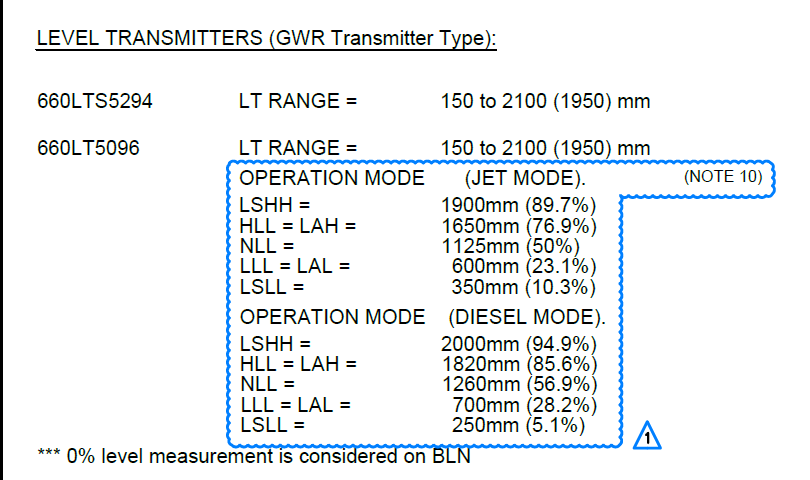 LEVEL TRANSMITTERS (GWR Transmitter Type):
660LTS5294 LT RANGE = 150 to 2100 (1950) mm
660LT5096 LT RANGE = 150 to 2100 (1950) mm
OPERATION MODE (JET MODE). (NOTE 10)
LSHH = 1900mm (89.7%)
HLL = LAH = 1650mm (76.9%)
NLL = 1125mm (50%)
LLL = LAL = 600mm (23.1%)
LSLL = 350mm (10.3%)
OPERATION MODE (DIESEL MODE).
LSHH = 2000mm (94.9%)
HLL = LAH = 1820mm (85.6%)
NLL = 1260mm (56.9%)
LLL = LAL = 700mm (28.2%)
LSLL = 250mm (5.1%)
1
*** 0% level measurement is considered on BLN